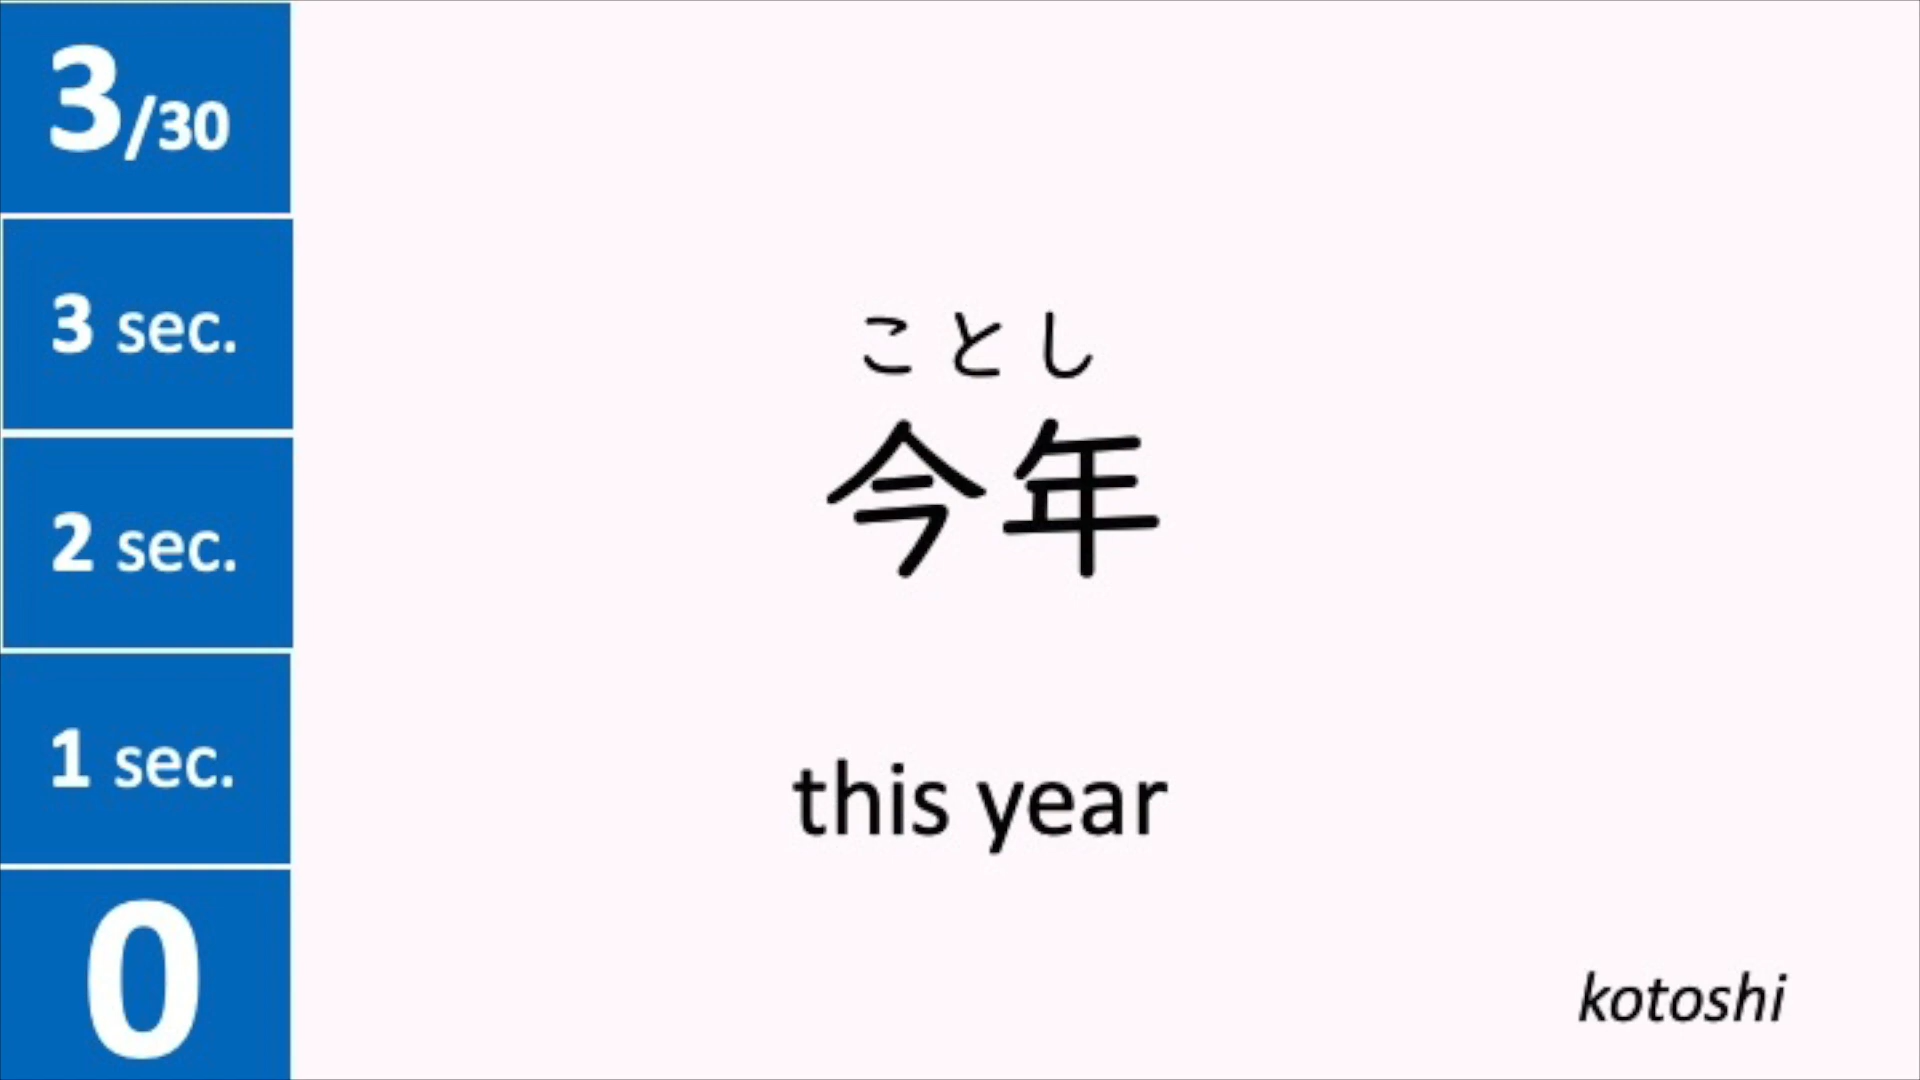 3/30
3 sec.
2 sec.
1 sec.
0
ことし
今年
this year
kotoshi